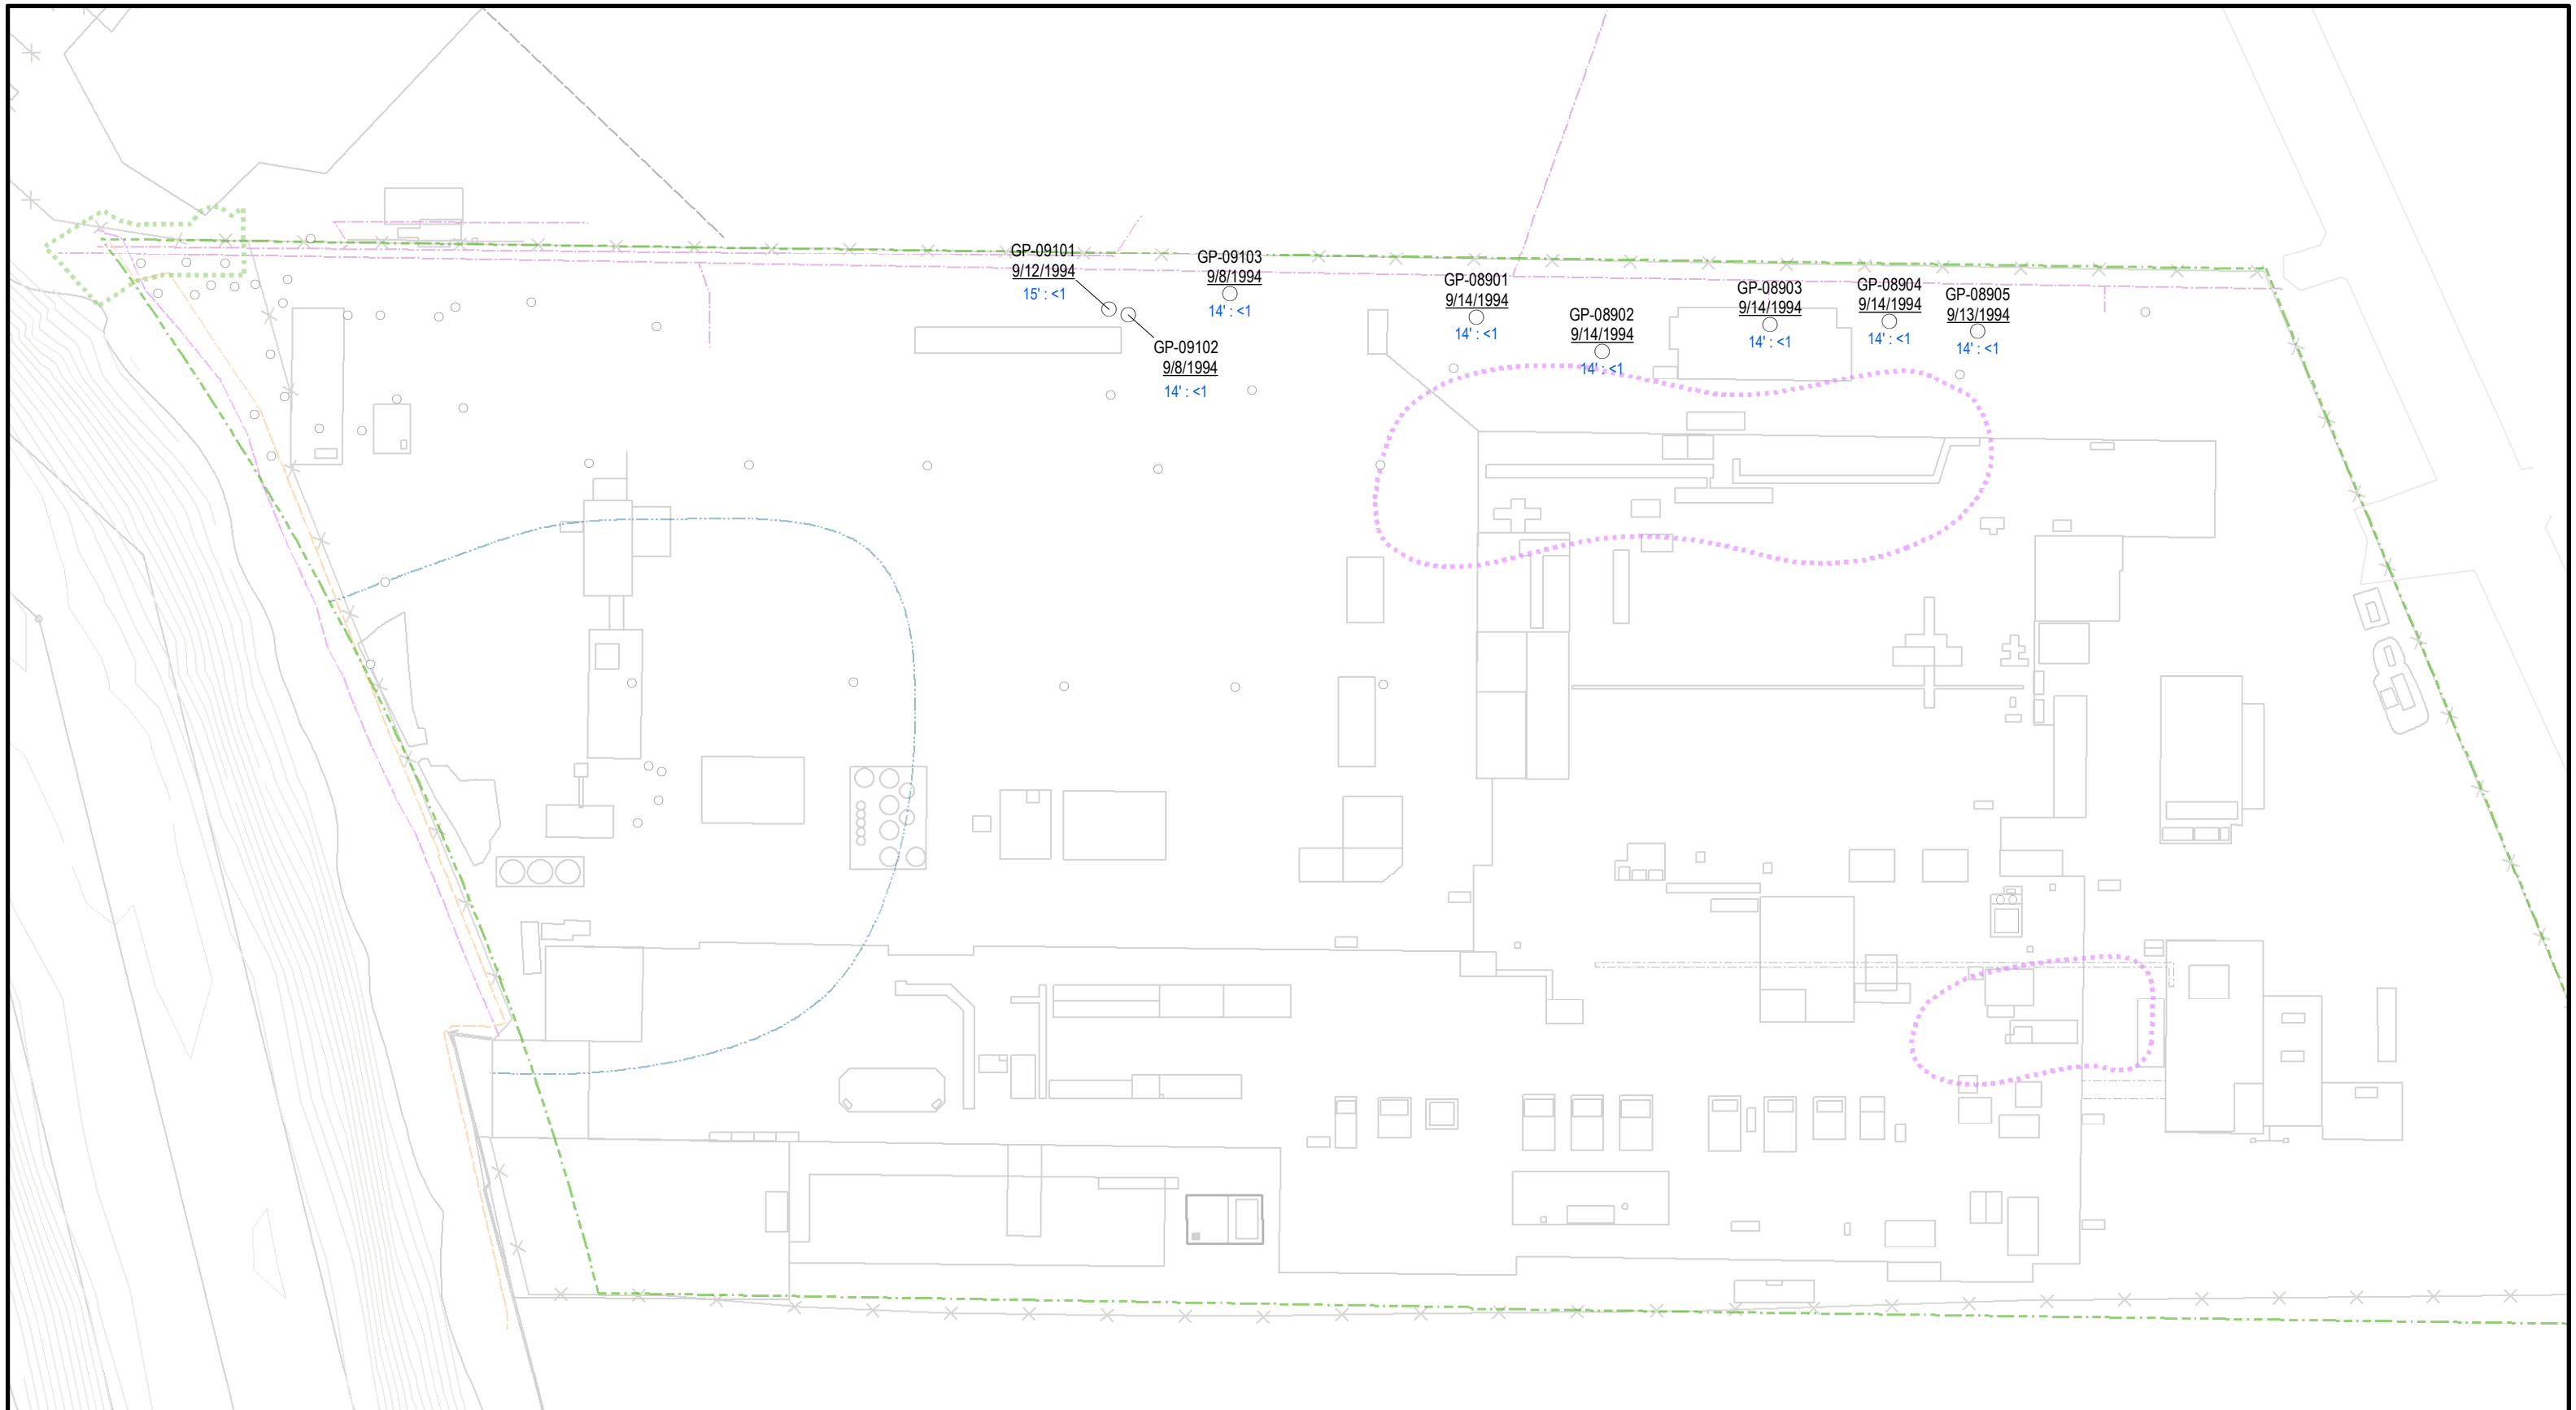 GP-09101
9/12/1994
15' : <1
GP-09102
9/8/1994
14' : <1
GP-09103
9/8/1994
14' : <1
GP-08901
9/14/1994
14' : <1
GP-08902
9/14/1994
14' : <1
GP-08903
9/14/1994
14' : <1
GP-08904
9/14/1994
14' : <1
GP-08905
9/13/1994
14' : <1